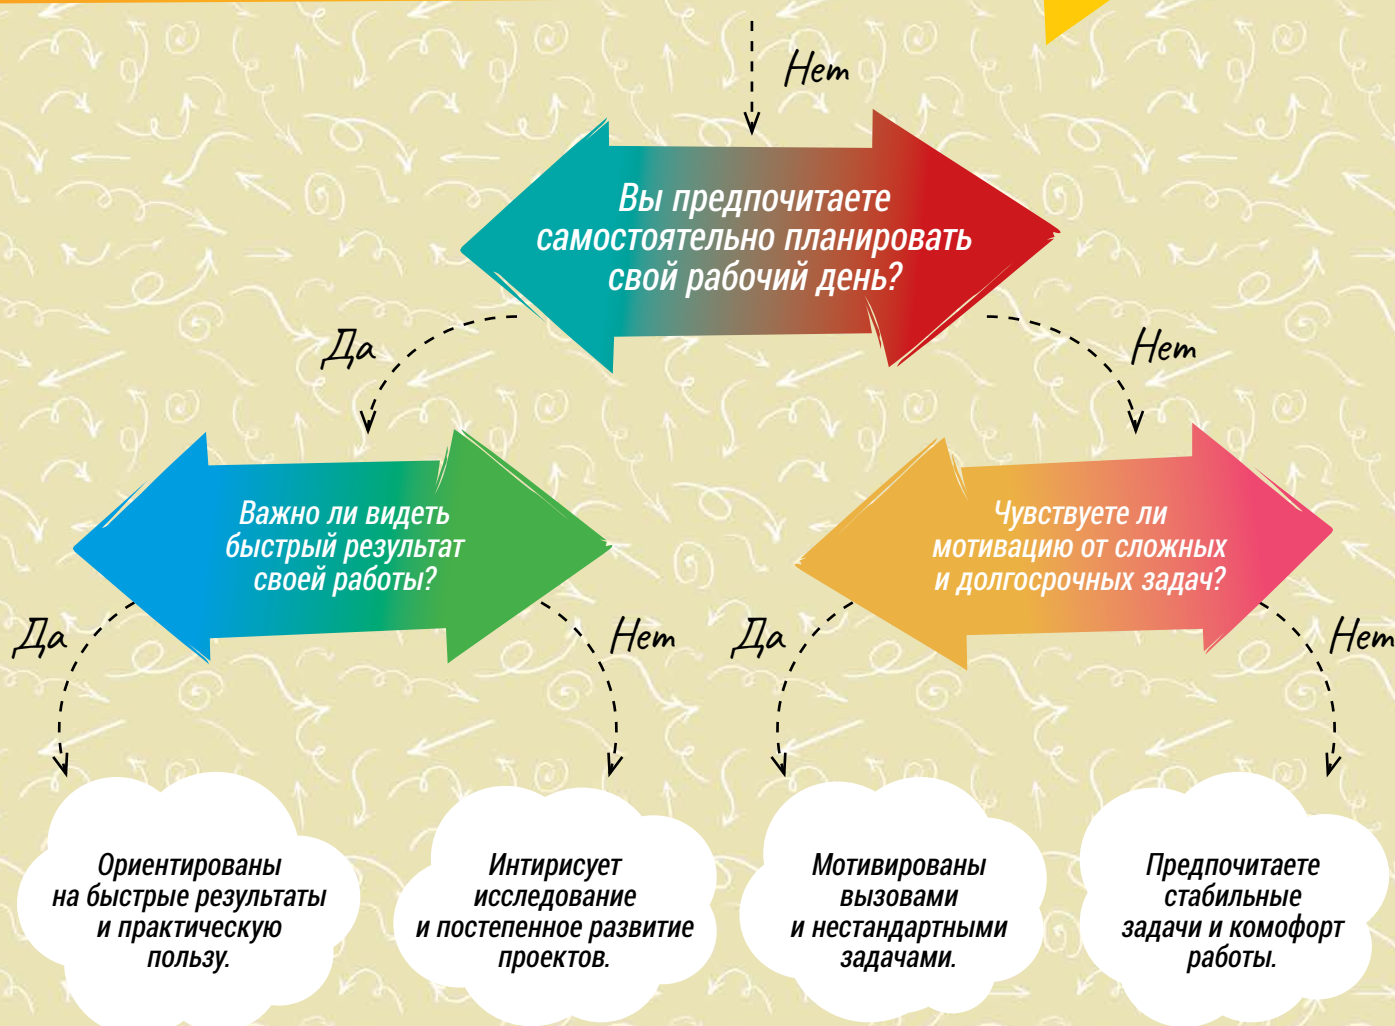 Нет
Вы предпочитаете
самостоятельно планировать
свой рабочий день?
Да
Нет
Важно ли видеть
быстрый результат
своей работы?
Чувствуете ли
мотивацию от сложных
и долгосрочных задач?
Да
Нет
Да
Нет
Ориентированы
на быстрые результаты
и практическую
пользу.
Интирисует
исследование
и постепенное развитие
проектов.
Мотивированы
вызовами
и нестандартными
задачами.
Предпочитаете
стабильные
задачи и комофорт
работы.